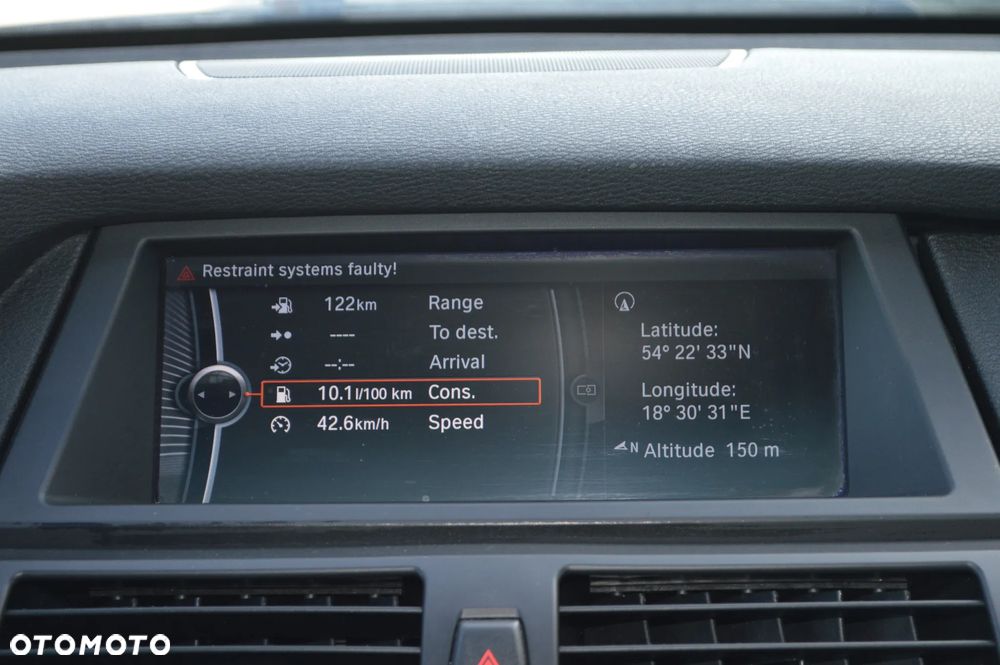 Restraint systems faulty!
122km Range
---- To dest.
--:-- Arrival
10.1l/100 km Cons.
42.6km/h Speed
Latitude:
54° 22' 33"N
Longitude:
18° 30' 31"E
N Altitude 150 m
OTOMOTO